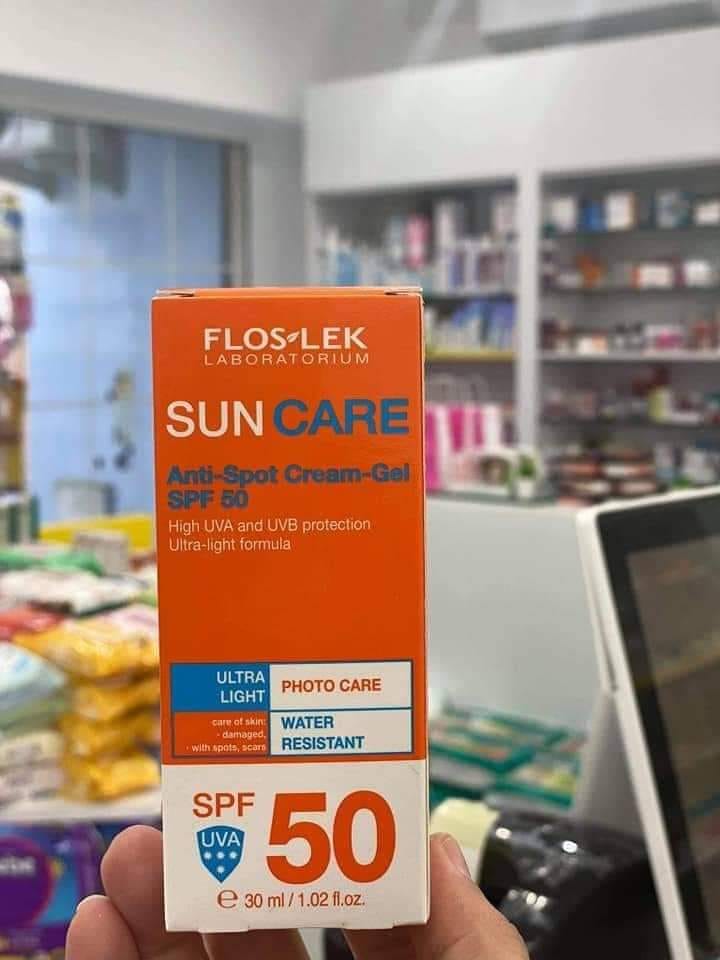 FLOS-LEK
LABORATORIUM
SUN CARE
Anti-Spot Cream-Gel
SPF 50
High UVA and UVB protection
Ultra-light formula
ULTRA
LIGHT
PHOTO CARE
care of skin:
- damaged,
- with spots, scars
WATER
RESISTANT
SPF
UVA
50
℮ 30 ml / 1.02 fl.oz.